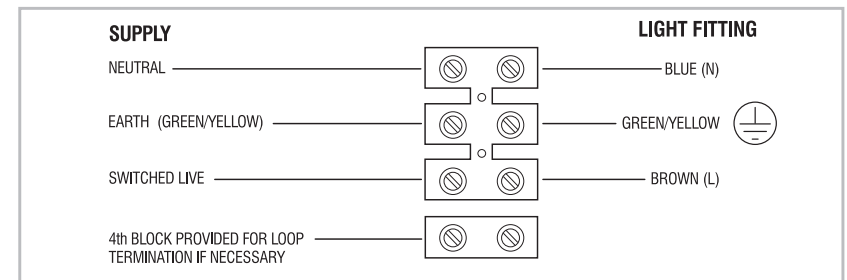 SUPPLY
LIGHT FITTING
NEUTRAL
BLUE (N)
EARTH (GREEN/YELLOW)
GREEN/YELLOW
SWITCHED LIVE
BROWN (L)
4th BLOCK PROVIDED FOR LOOP
TERMINATION IF NECESSARY